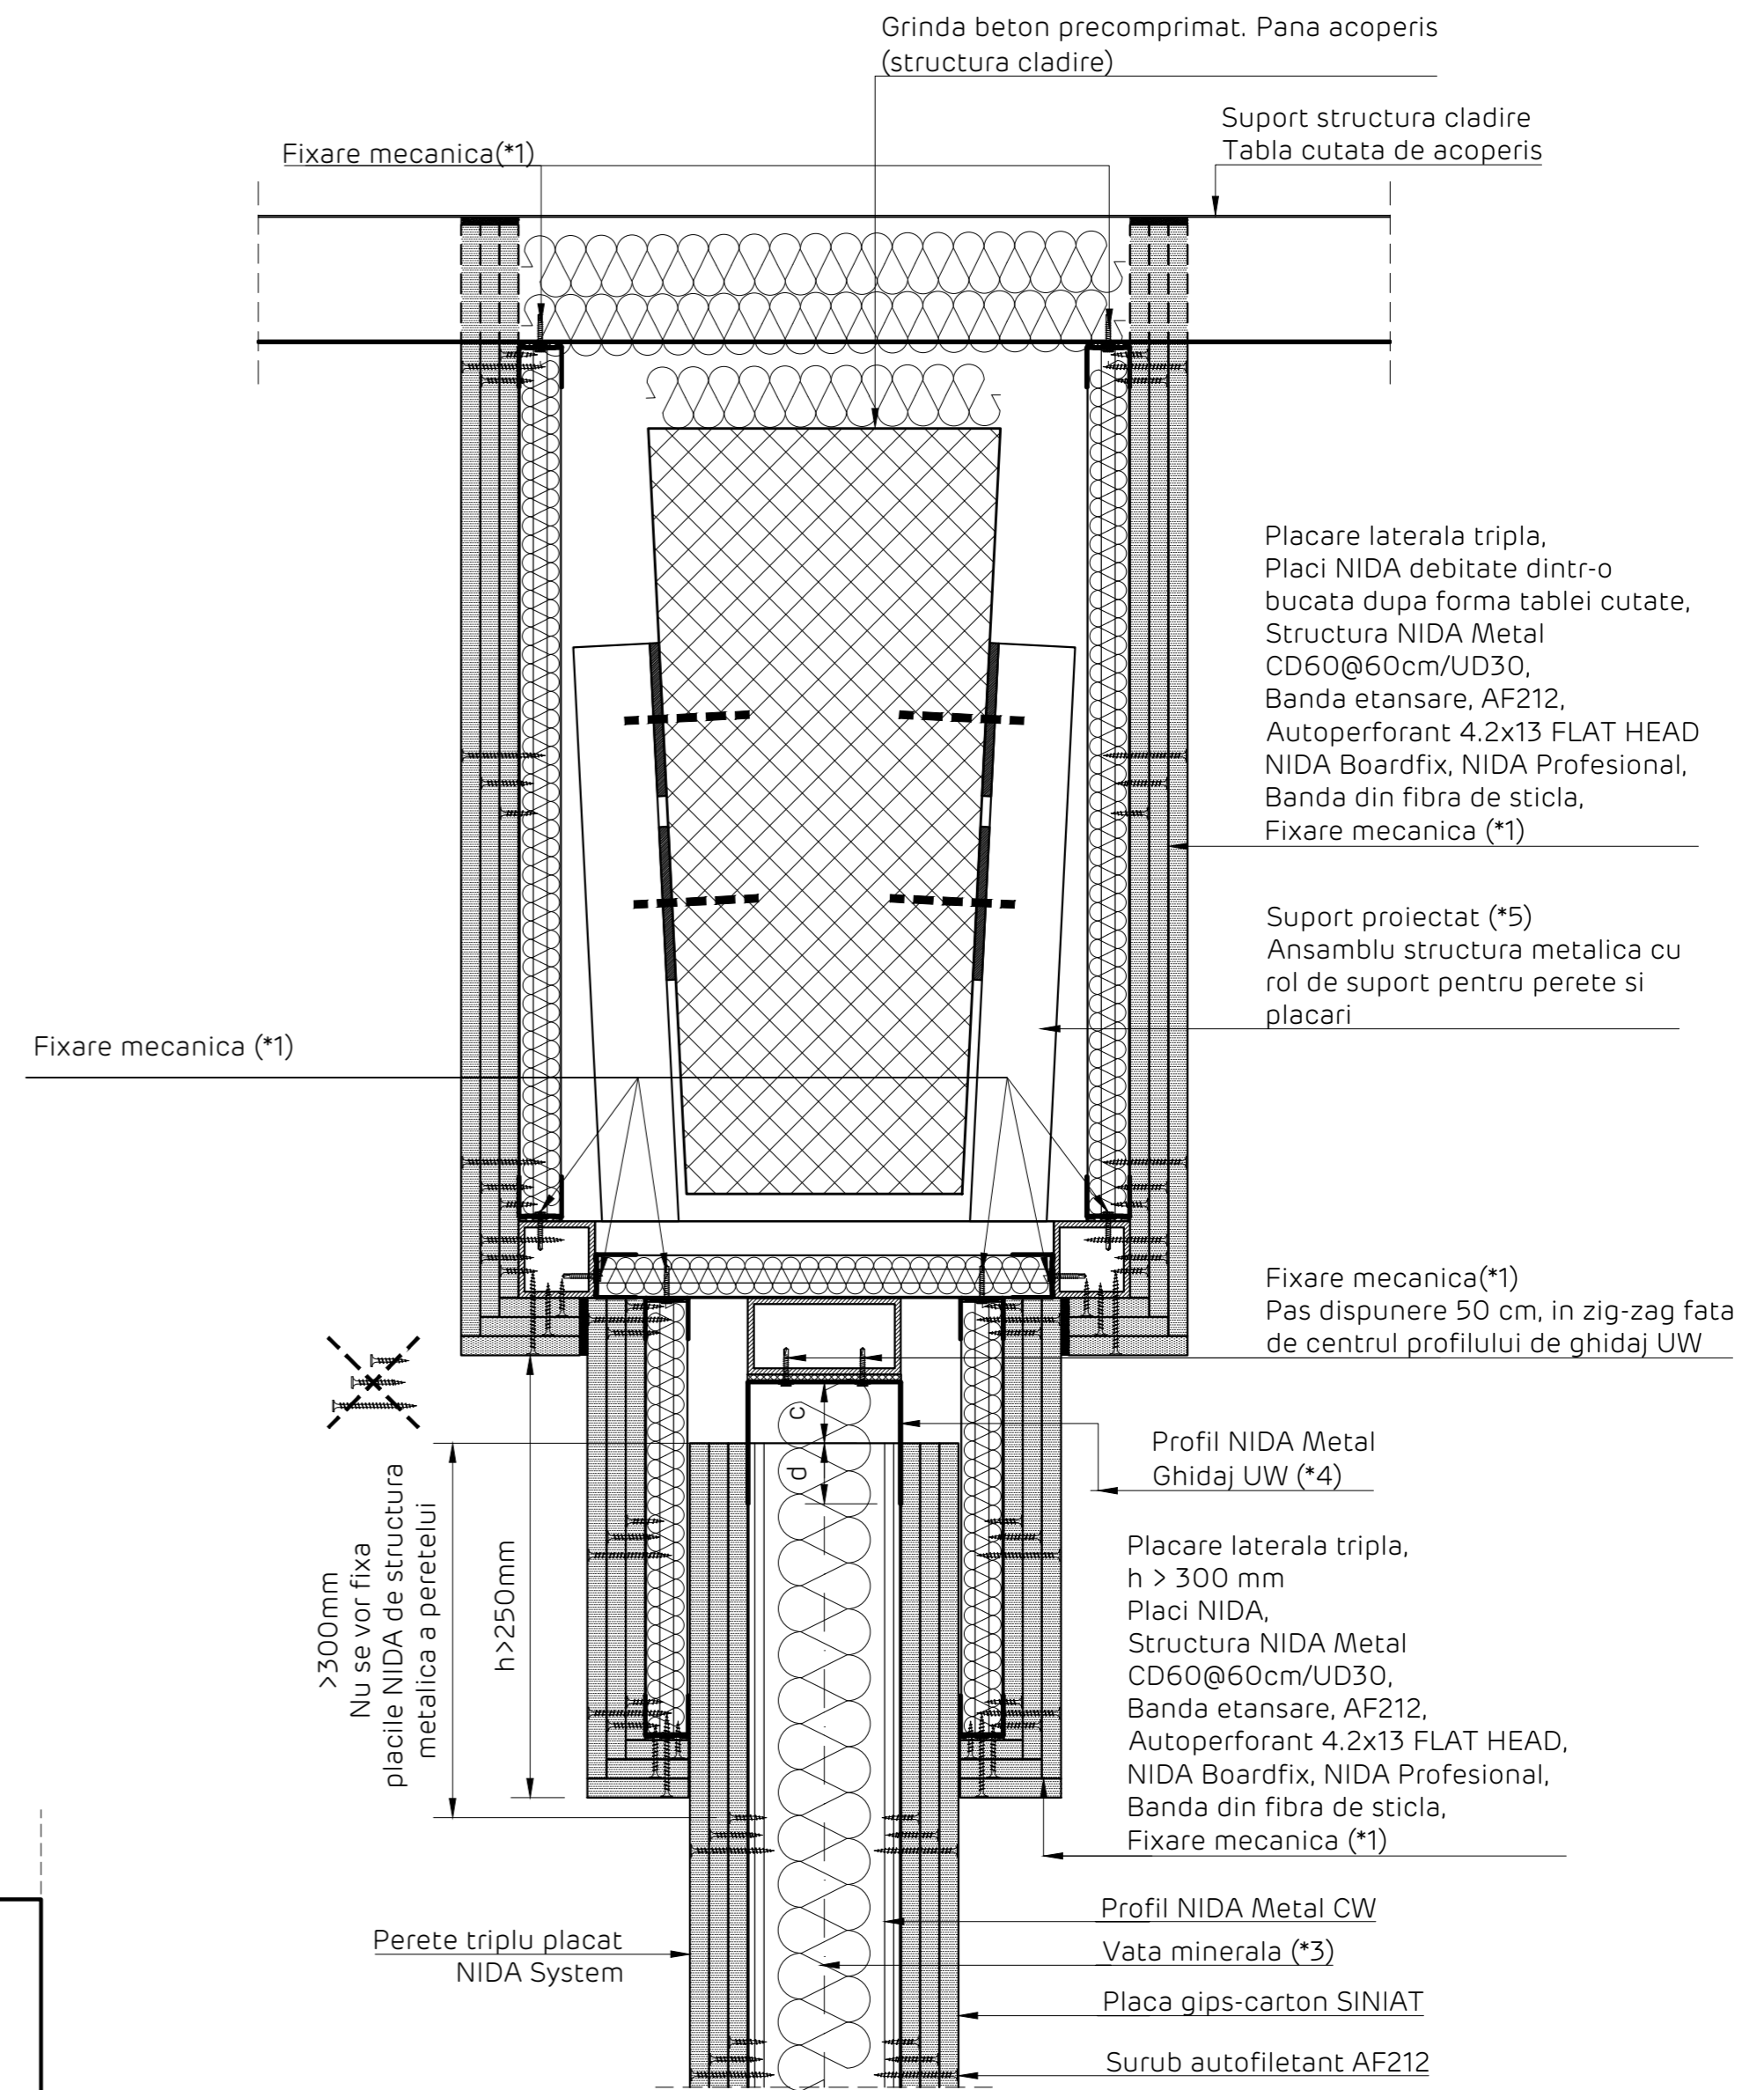 Grinda beton precomprimat. Pana acoperis
(structura cladire)
Suport structura cladire
Tabla cutata de acoperis
Fixare mecanica(*1)
Placare laterala tripla,
Placi NIDA debitate dintr-o
bucata dupa forma tablei cutate,
Structura NIDA Metal
CD60@60cm/UD30,
Banda etansare, AF212,
Autoperforant 4.2x13 FLAT HEAD
NIDA Boardfix, NIDA Profesional,
Banda din fibra de sticla,
Fixare mecanica (*1)
Suport proiectat (*5)
Ansamblu structura metalica cu
rol de suport pentru perete si
placari
Fixare mecanica (*1)
Fixare mecanica(*1)
Pas dispunere 50 cm, in zig-zag fata
de centrul profilului de ghidaj UW
c
d
Profil NIDA Metal
Ghidaj UW (*4)
>300mm
Nu se vor fixa
placile NIDA de structura
metalica a peretelui
h>250mm
Placare laterala tripla,
h > 300 mm
Placi NIDA,
Structura NIDA Metal
CD60@60cm/UD30,
Banda etansare, AF212,
Autoperforant 4.2x13 FLAT HEAD,
NIDA Boardfix, NIDA Profesional,
Banda din fibra de sticla,
Fixare mecanica (*1)
Profil NIDA Metal CW
Perete triplu placat
NIDA System
Vata minerala (*3)
Placa gips-carton SINIAT
Surub autofiletant AF212